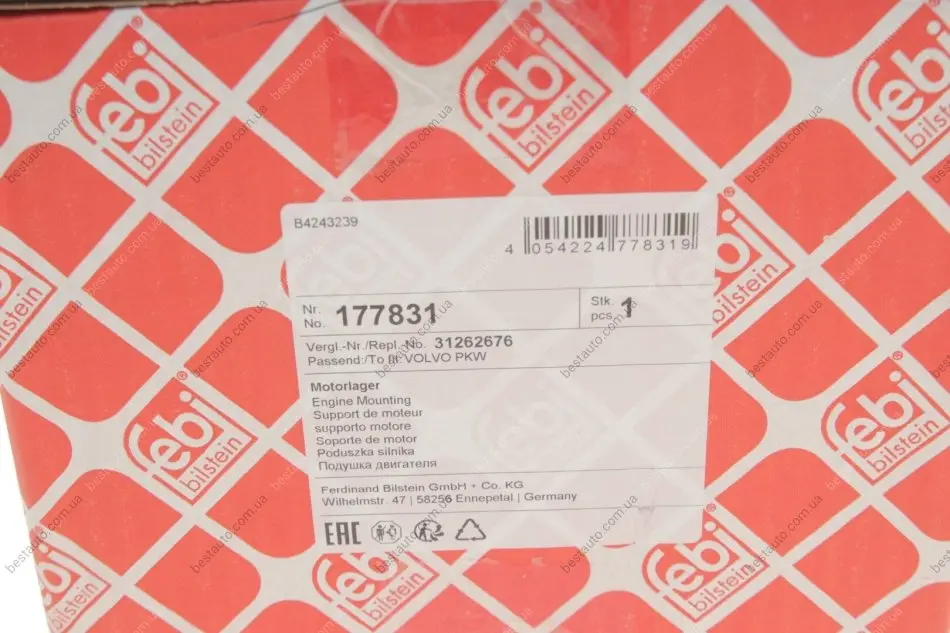 febi
bilstein
B4243239
4 054224 778319
Nr.
No. 177831
Stk.
pcs. 1
Vergl.-Nr./Repl.-No. 31262676
Passend:/To fit: VOLVO PKW
Motorlager
Engine Mounting
Support de moteur
supporto motore
Soporte de motor
Poduszka silnika
Подушка двигателя
Ferdinand Bilstein GmbH + Co. KG
Wilhelmstr. 47 | 58256 Ennepetal | Germany
EAC
bestauto.com.ua